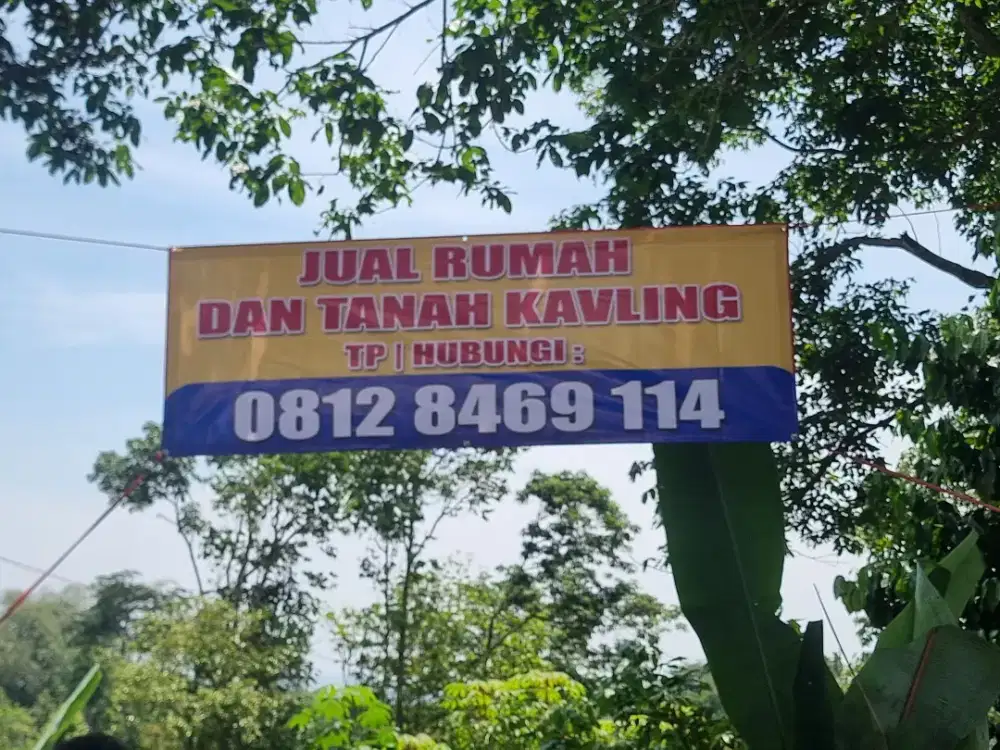 JUAL RUMAH
DAN TANAH KAVLING
TP | HUBUNGI :
0812 8469 114